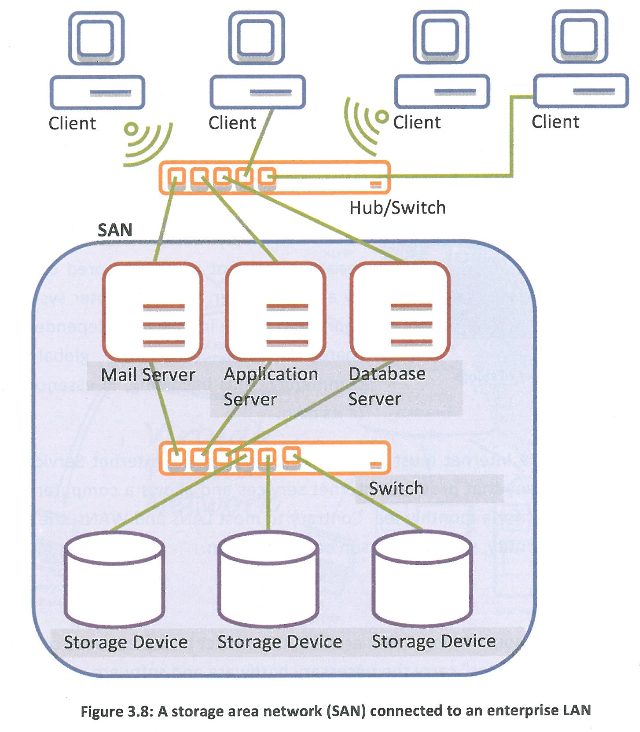 Client
Client
Client
Client
Hub/Switch
SAN
Mail Server
Application
Server
Database
Server
Switch
Storage Device
Storage Device
Storage Device
Figure 3.8: A storage area network (SAN) connected to an enterprise LAN